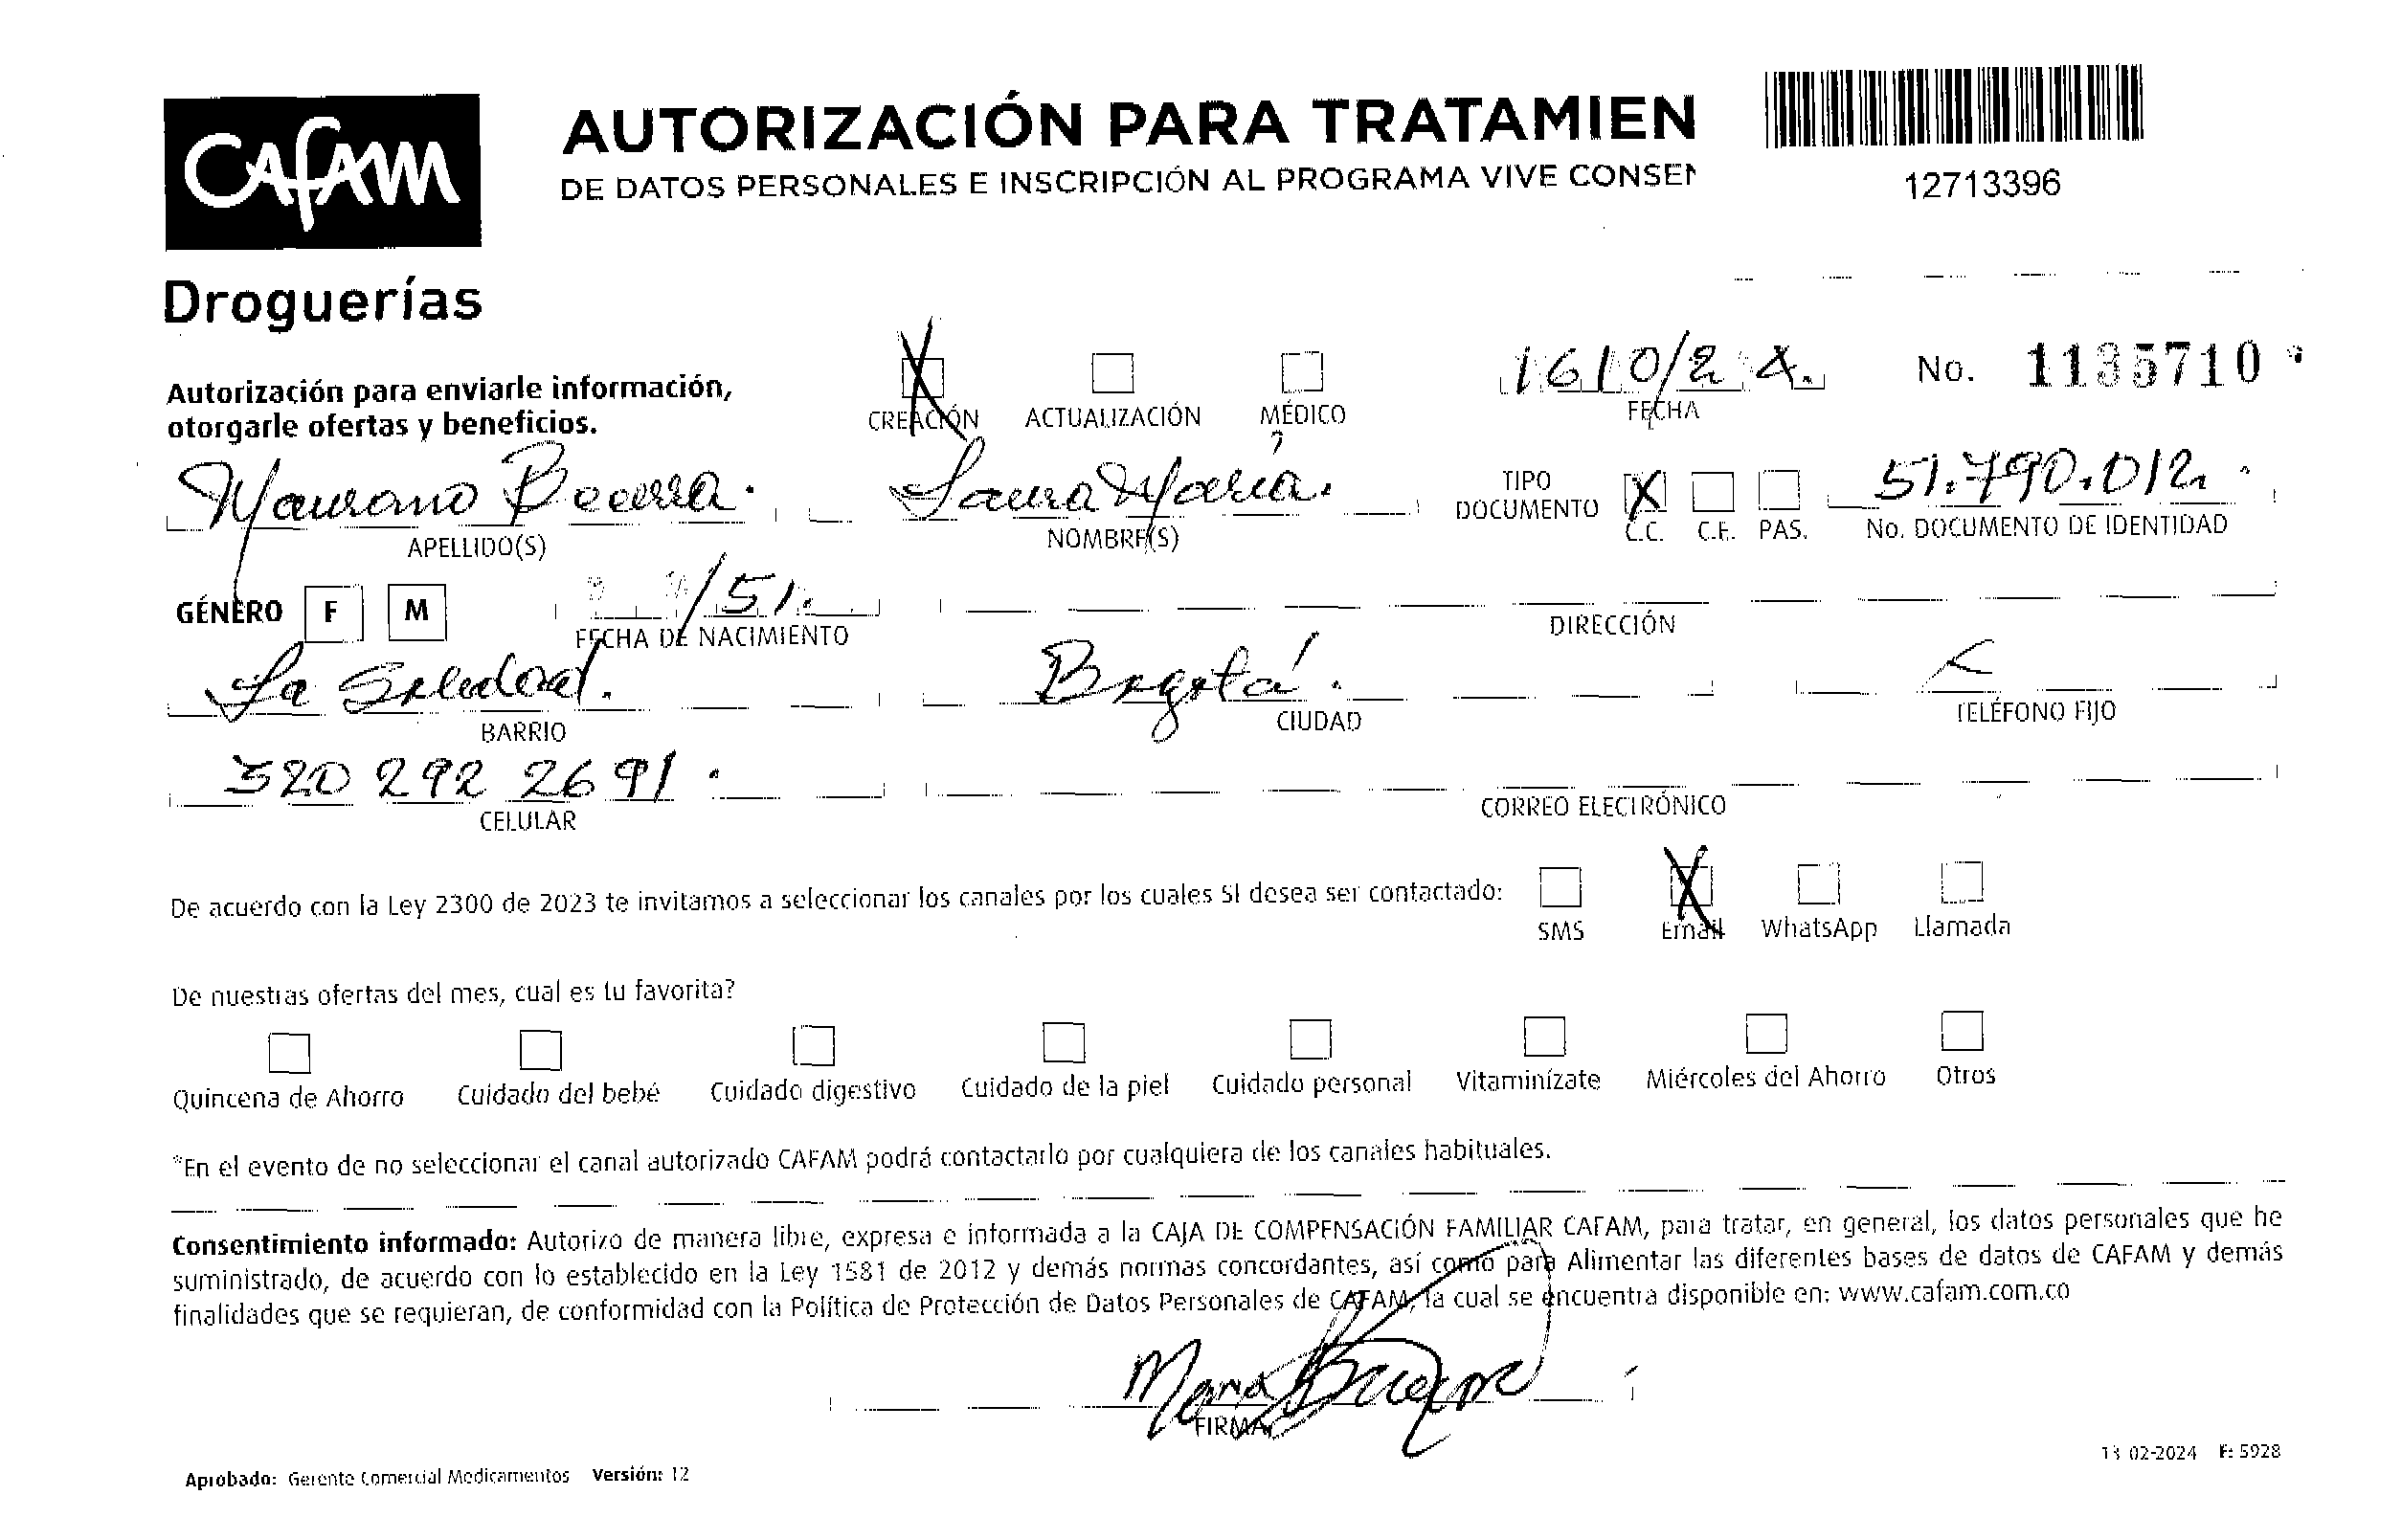 CAFAM
Droguerías
AUTORIZACIÓN PARA TRATAMIEN
DE DATOS PERSONALES E INSCRIPCIÓN AL PROGRAMA VIVE CONSEN
12713396
Autorización para enviarle información,
otorgarle ofertas y beneficios.
X
CREACIÓN ACTUALIZACIÓN MÉDICO
1610/24.
FECHA
No. 1135710
Becerra.
APELLIDO(S)
Laura María.
NOMBRE(S)
TIPO
DOCUMENTO
X
C.C. C.E. PAS.
51.790.012.
No. DOCUMENTO DE IDENTIDAD
GÉNERO F M
/51.
FECHA DE NACIMIENTO
DIRECCIÓN
La Soledad.
BARRIO
Bogotá.
CIUDAD
TELÉFONO FIJO
320 292 2691.
CELULAR
CORREO ELECTRÓNICO
De acuerdo con la Ley 2300 de 2023 te invitamos a seleccionar los canales por los cuales SI desea ser contactado:
X
SMS Email WhatsApp Llamada
De nuestras ofertas del mes, cual es tu favorita?
Quincena de Ahorro Cuidado del bebé Cuidado digestivo Cuidado de la piel Cuidado personal Vitaminízate Miércoles del Ahorro Otros
*En el evento de no seleccionar el canal autorizado CAFAM podrá contactarlo por cualquiera de los canales habituales.
Consentimiento informado: Autorizo de manera libre, expresa e informada a la CAJA DE COMPENSACIÓN FAMILIAR CAFAM, para tratar, en general, los datos personales que he
suministrado, de acuerdo con lo establecido en la Ley 1581 de 2012 y demás normas concordantes, así como para Alimentar las diferentes bases de datos de CAFAM y demás
finalidades que se requieran, de conformidad con la Política de Protección de Datos Personales de CAFAM, la cual se encuentra disponible en: www.cafam.com.co
FIRMA
Aprobado: Gerente Comercial Medicamentos Versión: 12
13-02-2024 F: 5928